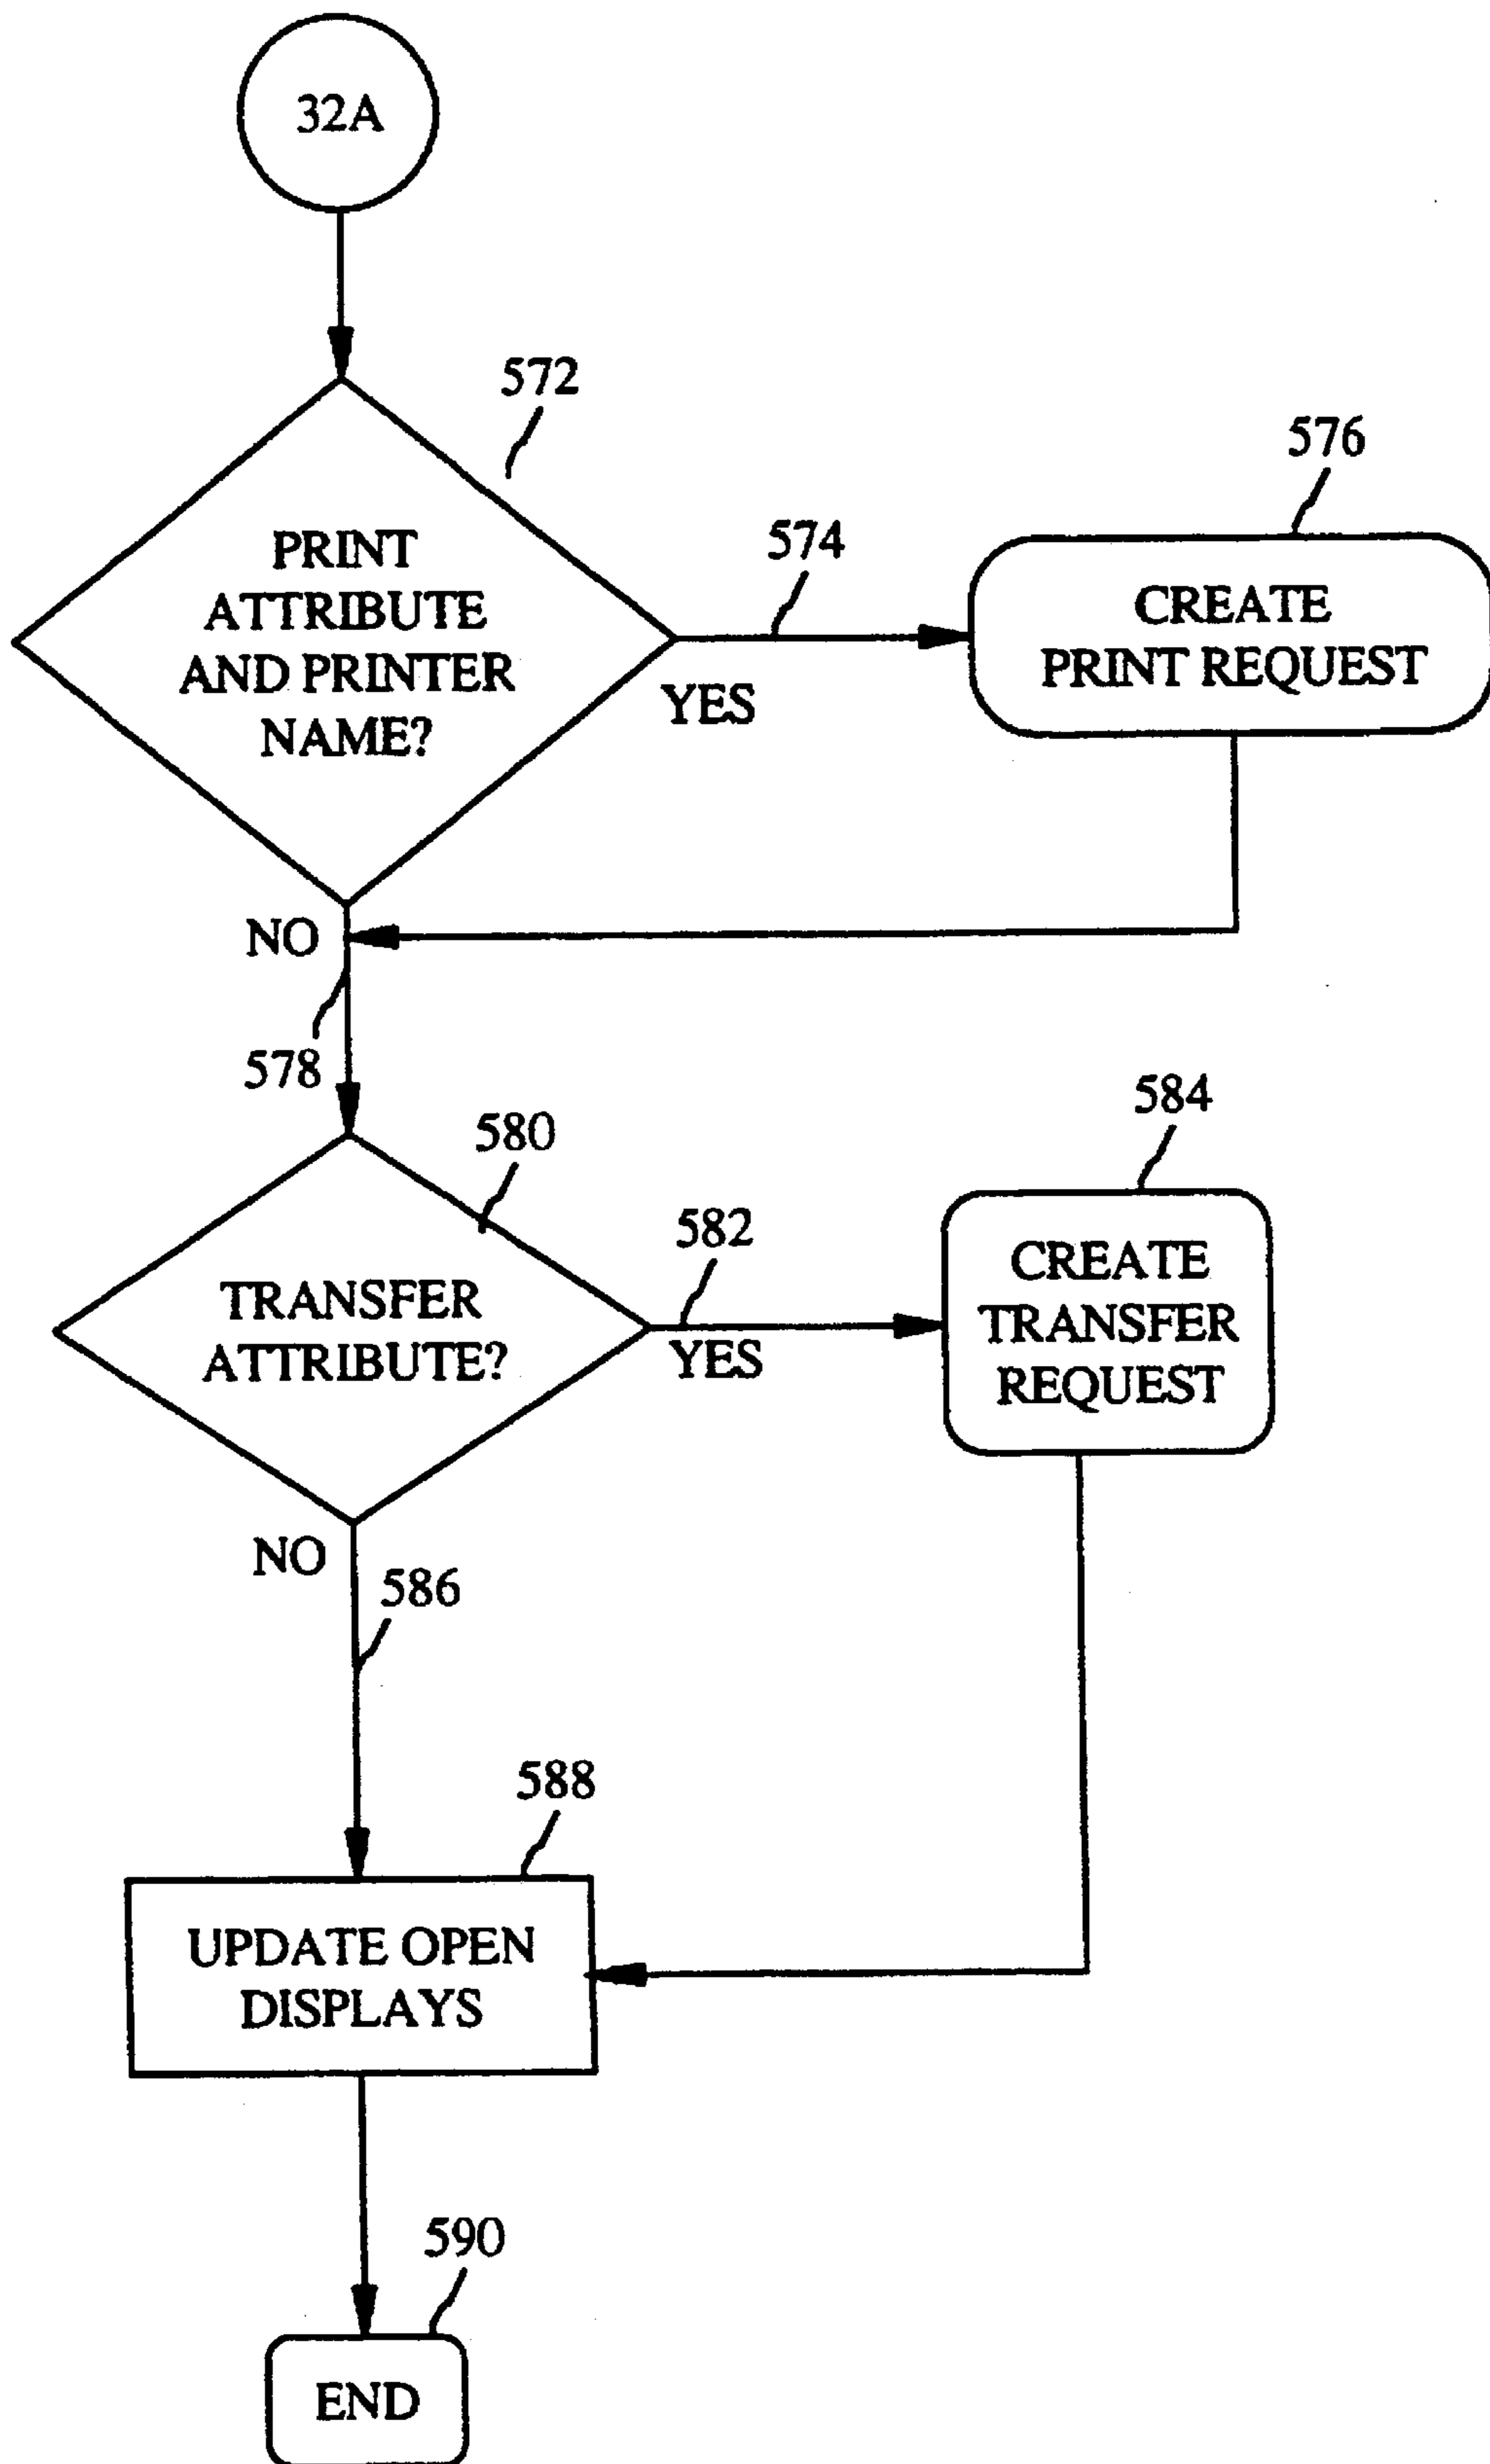 32A
572
PRINT
ATTRIBUTE
AND PRINTER
NAME?
574
YES
576
CREATE
PRINT REQUEST
NO
578
580
TRANSFER
ATTRIBUTE?
582
YES
584
CREATE
TRANSFER
REQUEST
NO
586
588
UPDATE OPEN
DISPLAYS
590
END